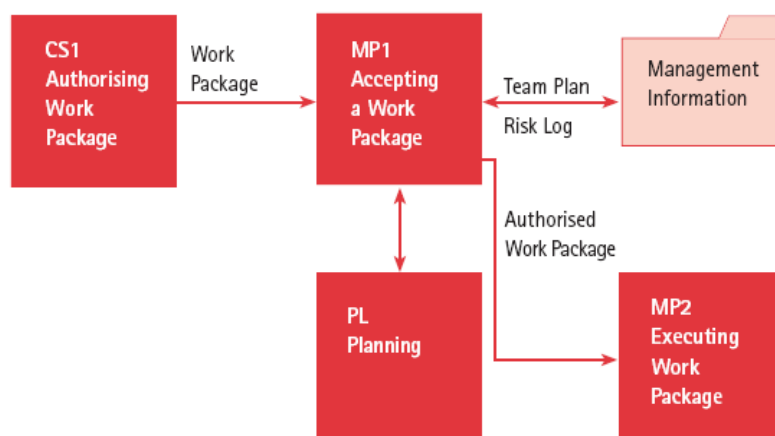 CS1
Authorising
Work
Package
Work
Package
MP1
Accepting
a Work
Package
Team Plan
Risk Log
Management
Information
Authorised
Work Package
PL
Planning
MP2
Executing
Work
Package